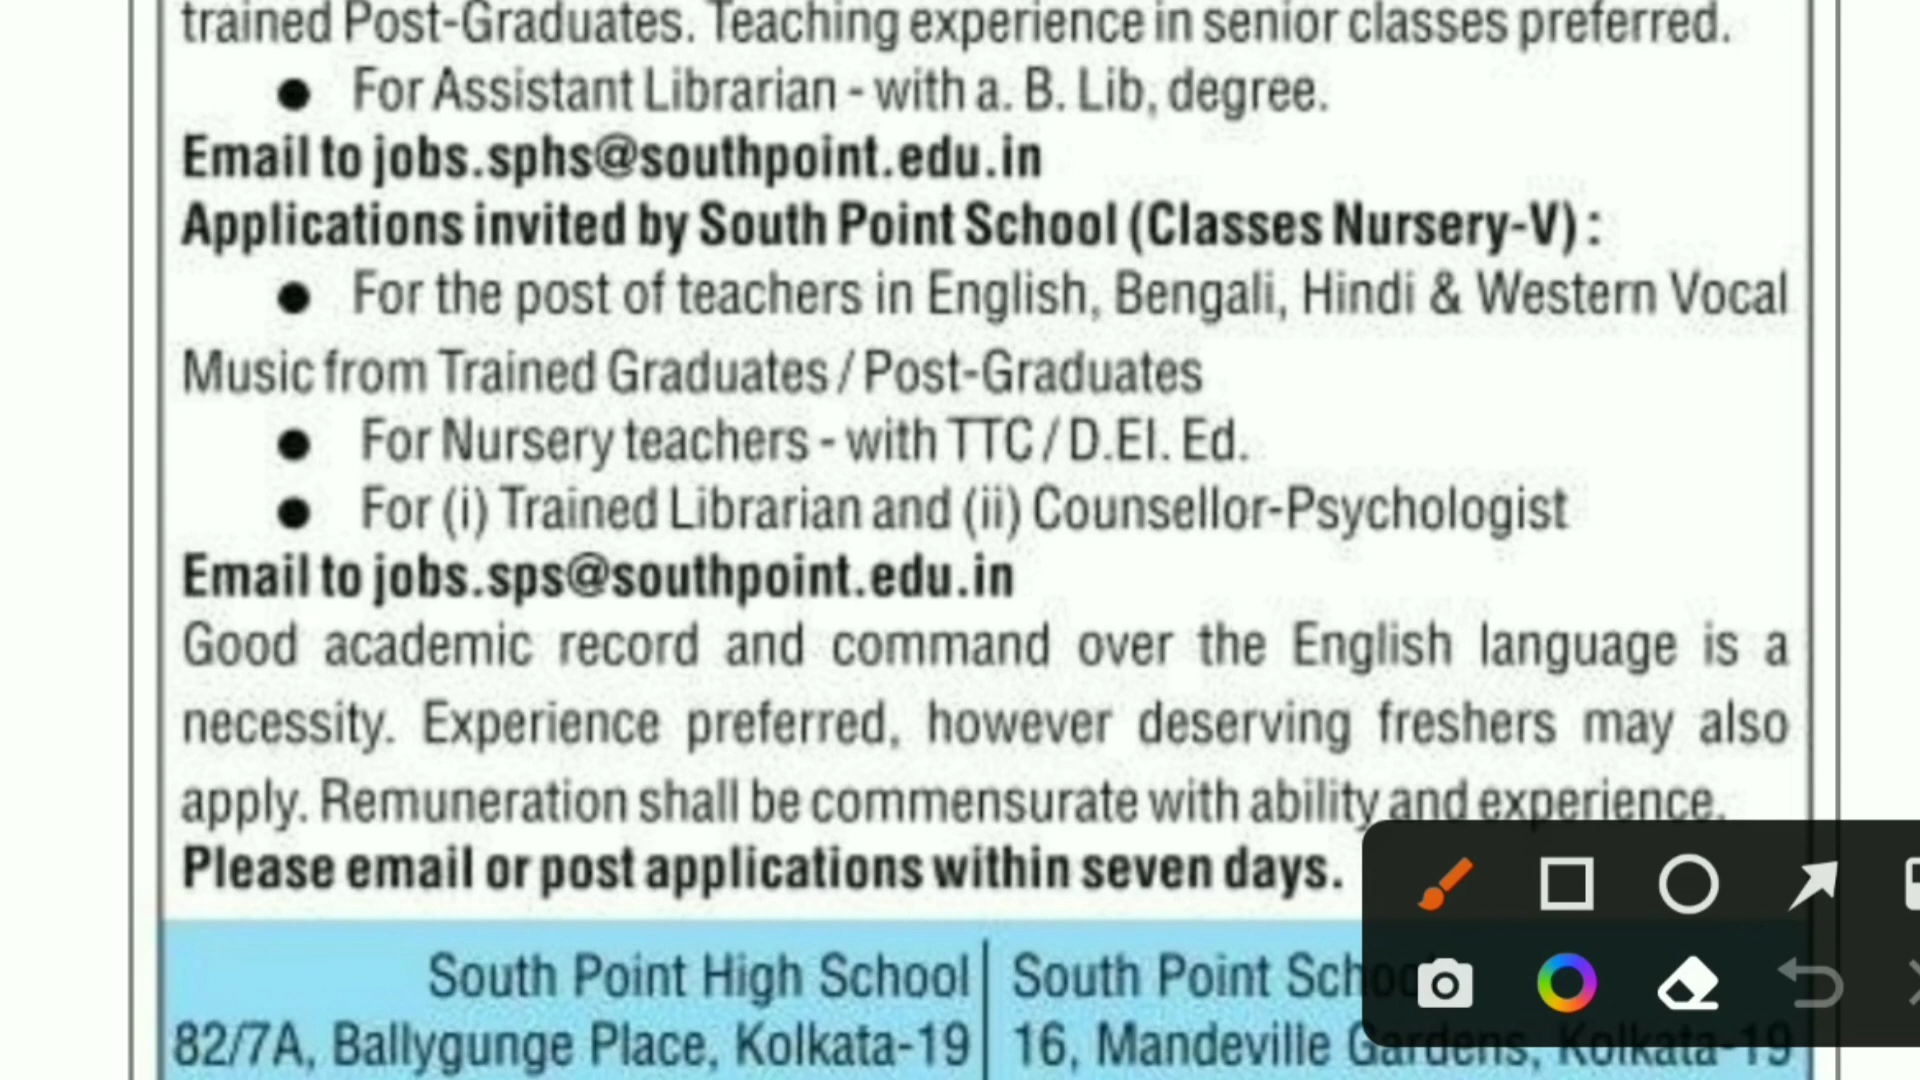 trained Post-Graduates. Teaching experience in senior classes preferred.
● For Assistant Librarian - with a. B. Lib, degree.
Email to jobs.sphs@southpoint.edu.in
Applications invited by South Point School (Classes Nursery-V) :
● For the post of teachers in English, Bengali, Hindi & Western Vocal
Music from Trained Graduates / Post-Graduates
● For Nursery teachers - with TTC / D.El. Ed.
● For (i) Trained Librarian and (ii) Counsellor-Psychologist
Email to jobs.sps@southpoint.edu.in
Good academic record and command over the English language is a
necessity. Experience preferred, however deserving freshers may also
apply. Remuneration shall be commensurate with ability and experience.
Please email or post applications within seven days.
South Point High School
82/7A, Ballygunge Place, Kolkata-19
South Point School
16, Mandeville Gardens, Kolkata-19